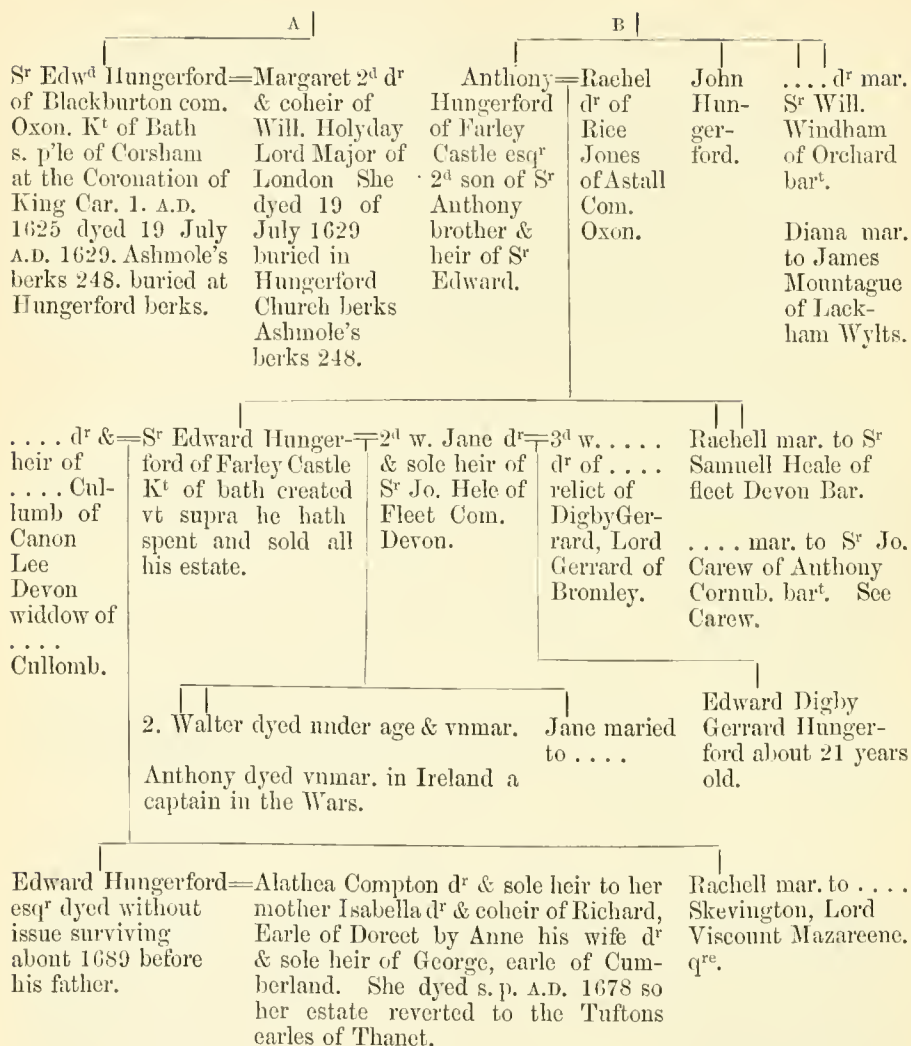 A B
Sʳ Edwᵈ Hungerford=Margaret 2ᵈ dʳ
of Blackburton com. & coheir of
Oxon. Kᵗ of Bath Will. Holyday
s. p'le of Corsham Lord Major of
at the Coronation of London She
King Car. 1. A.D. dyed 19 of
1625 dyed 19 July July 1629
A.D. 1629. Ashmole's buried in
berks 248. buried at Hungerford
Hungerford berks. Church berks
Ashmole's
berks 248.
Anthony=Rachel
Hungerford dʳ of
of Farley Rice
Castle esqʳ Jones
2ᵈ son of Sʳ of Astall
Anthony Com.
brother & Oxon.
heir of Sʳ
Edward.
John
Hun-
ger-
ford.
. . . . dʳ mar.
Sʳ Will.
Windham
of Orchard
barᵗ.
Diana mar.
to James
Mountague
of Lack-
ham Wylts.
. . . . dʳ &=Sʳ Edward Hunger-=2ᵈ w. Jane dʳ=3ᵈ w. . . . . .
heir of
. . . . Cul-
lumb of
Canon
Lee
Devon
widdow of
. . . .
Cullomb.
ford of Farley Castle
Kᵗ of bath created
vt supra he hath
spent and sold all
his estate.
& sole heir of
Sʳ Jo. Hele of
Fleet Com.
Devon.
dʳ of . . . .
relict of
Digby Ger-
rard, Lord
Gerrard of
Bromley.
Rachell mar. to Sʳ
Samuell Heale of
fleet Devon Bar.
. . . . mar. to Sʳ Jo.
Carew of Anthony
Cornub. barᵗ. See
Carew.
2. Walter dyed under age & vnmar.
Anthony dyed vnmar. in Ireland a
captain in the Wars.
Jane maried
to . . . .
Edward Digby
Gerrard Hunger-
ford about 21 years
old.
Edward Hungerford=Alathea Compton dʳ & sole heir to her
esqʳ dyed without mother Isabella dʳ & coheir of Richard,
issue surviving Earle of Dorcet by Anne his wife dʳ
about 1689 before & sole heir of George, earle of Cum-
his father. berland. She dyed s. p. A.D. 1678 so
her estate reverted to the Tuftons
earles of Thanet.
Rachell mar. to . . . .
Skevington, Lord
Viscount Mazareene.
qʳᵉ.